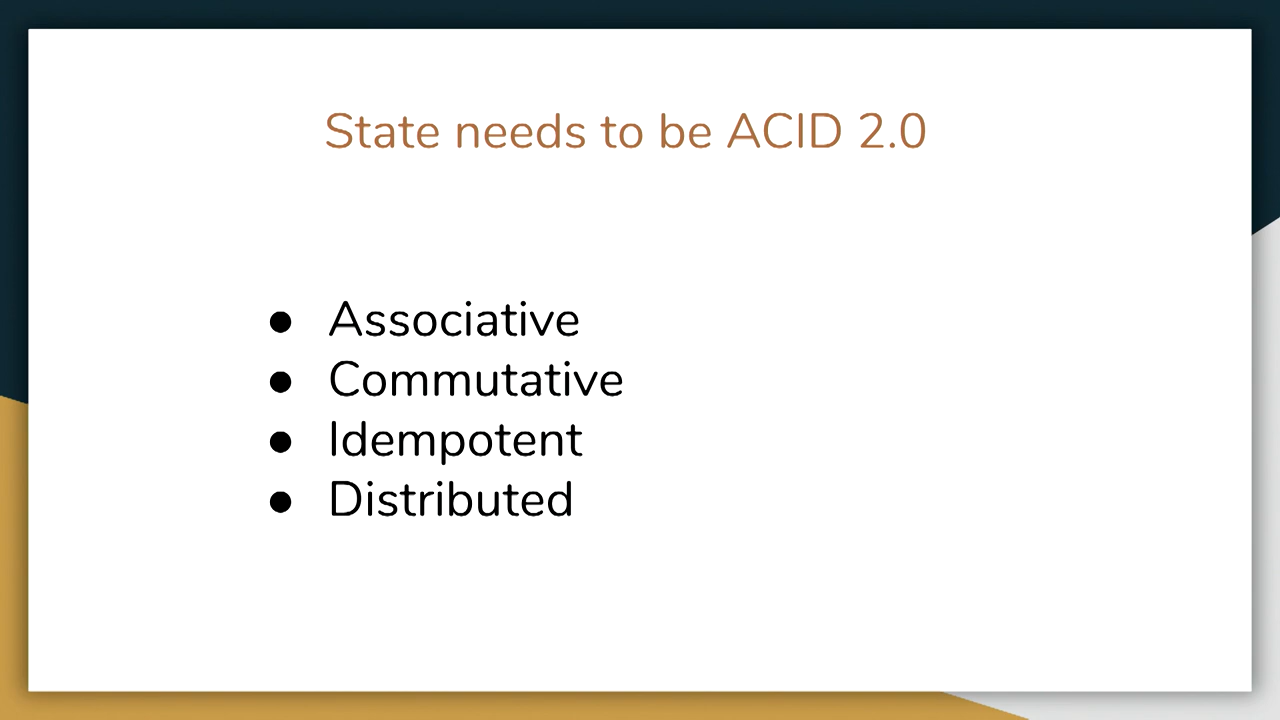 State needs to be ACID 2.0
● Associative
● Commutative
● Idempotent
● Distributed